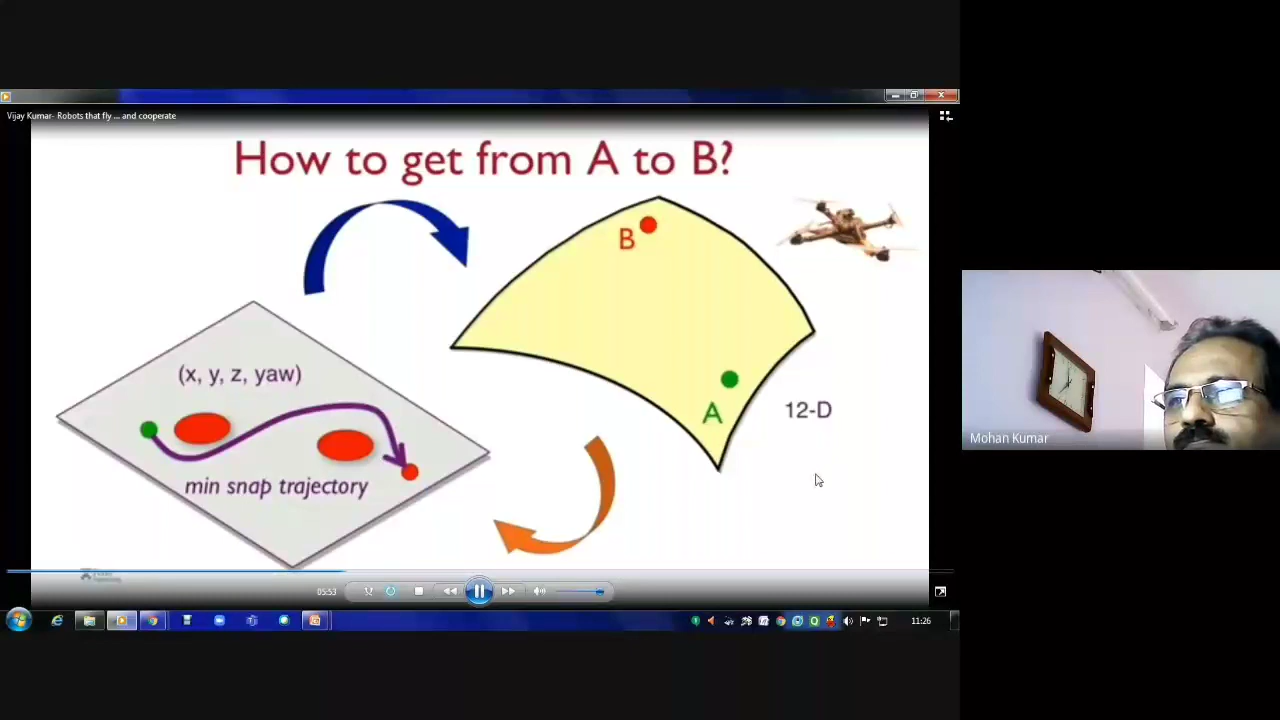 Vijay Kumar- Robots that fly ... and cooperate
How to get from A to B?
B
(x, y, z, yaw)
A
12-D
min snap trajectory
Mohan Kumar
05:53
11:26